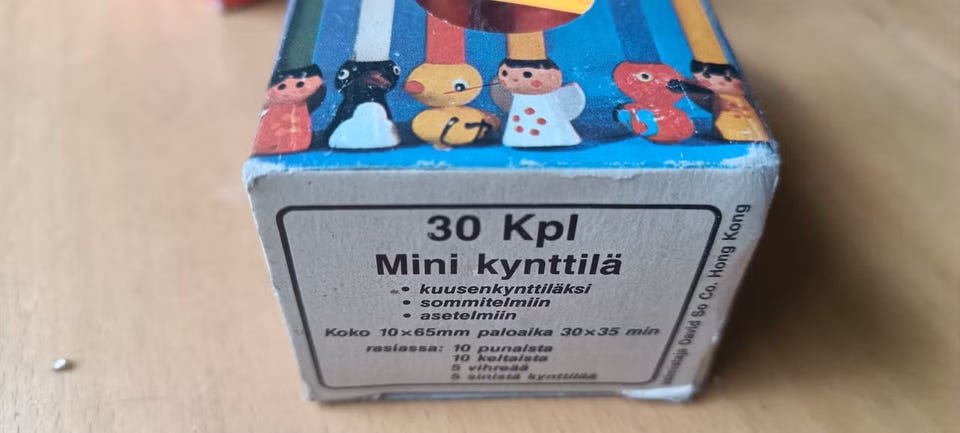 30 Kpl
Mini kynttilä
• kuusenkynttiläksi
• sommitelmiin
• asetelmiin
Koko 10×65mm paloaika 30×35 min
rasiassa: 10 punaista
10 keltaista
5 vihreää
5 sinistä kynttilää
David So Co. Hong Kong